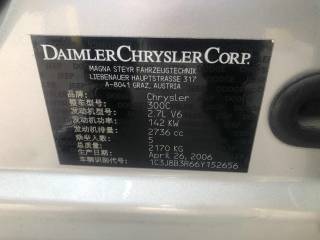 DAIMLERCHRYSLER CORP.
MAGNA STEYR FAHRZEUGTECHNIK
LIEBENAUER HAUPTSTRASSE 317
A-8041 GRAZ, AUSTRIA
品牌: Chrysler
整车型号: 300C
发动机型号: 2.7L V6
发动机功率: 142 KW
发动机排量: 2736 cc
乘坐人数: 5
总质量: 2170 KG
生产日期: April 26, 2006
车辆识别代号: 1C3J8B3R66Y152656